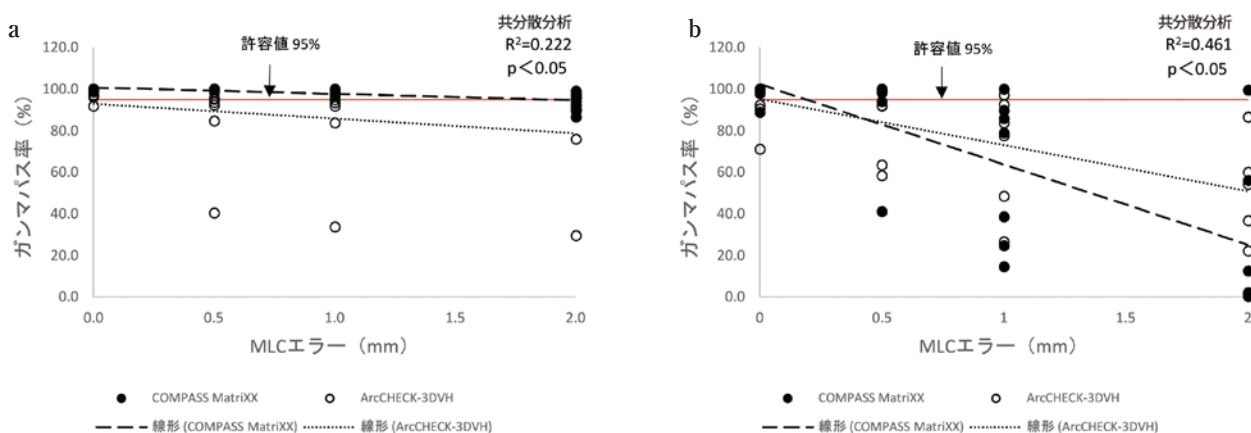 a
共分散分析
R²=0.222
p＜0.05
許容値 95%
ガンマパス率（%）
120.0
100.0
80.0
60.0
40.0
20.0
0.0
0.0 0.5 1.0 1.5 2.0
MLCエラー（mm）
● COMPASS MatriXX ○ ArcCHECK-3DVH
線形 (COMPASS MatriXX) 線形 (ArcCHECK-3DVH)
b
共分散分析
R²=0.461
p＜0.05
許容値 95%
ガンマパス率（%）
120.0
100.0
80.0
60.0
40.0
20.0
0.0
0 0.5 1 1.5 2
MLCエラー（mm）
● COMPASS MatriXX ○ ArcCHECK-3DVH
線形 (COMPASS MatriXX) 線形 (ArcCHECK-3DVH)